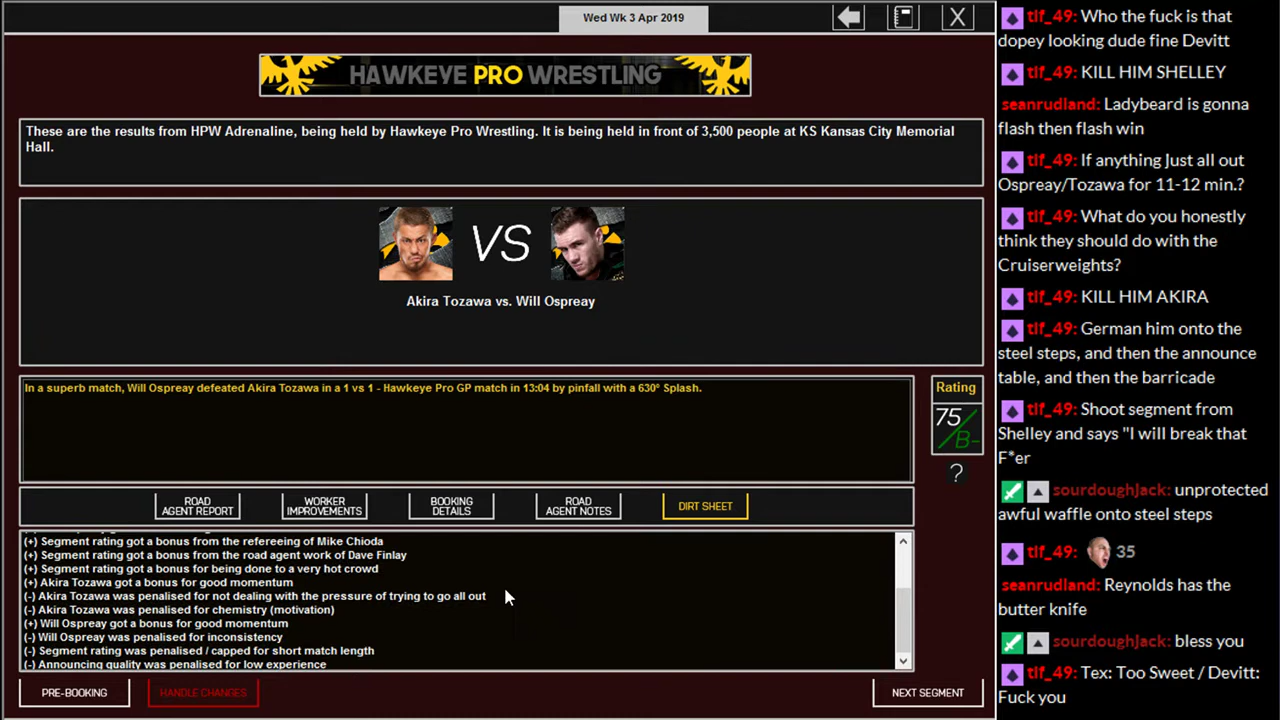 Wed Wk 3 Apr 2019
HAWKEYE PRO WRESTLING
These are the results from HPW Adrenaline, being held by Hawkeye Pro Wrestling. It is being held in front of 3,500 people at KS Kansas City Memorial
Hall.
VS
Akira Tozawa vs. Will Ospreay
In a superb match, Will Ospreay defeated Akira Tozawa in a 1 vs 1 - Hawkeye Pro GP match in 13:04 by pinfall with a 630° Splash.
Rating
75/B-
?
ROAD
AGENT REPORT
WORKER
IMPROVEMENTS
BOOKING
DETAILS
ROAD
AGENT NOTES
DIRT SHEET
(+) Segment rating got a bonus from the refereeing of Mike Chioda
(+) Segment rating got a bonus from the road agent work of Dave Finlay
(+) Segment rating got a bonus for being done to a very hot crowd
(+) Akira Tozawa got a bonus for good momentum
(-) Akira Tozawa was penalised for not dealing with the pressure of trying to go all out
(-) Akira Tozawa was penalised for chemistry (motivation)
(+) Will Ospreay got a bonus for good momentum
(-) Will Ospreay was penalised for inconsistency
(-) Segment rating was penalised / capped for short match length
(-) Announcing quality was penalised for low experience
PRE-BOOKING
HANDLE CHANGES
NEXT SEGMENT
tlf_49: Who the fuck is that
dopey looking dude fine Devitt
tlf_49: KILL HIM SHELLEY
seanrudland: Ladybeard is gonna
flash then flash win
tlf_49: If anything Just all out
Ospreay/Tozawa for 11-12 min.?
tlf_49: What do you honestly
think they should do with the
Cruiserweights?
tlf_49: KILL HIM AKIRA
tlf_49: German him onto the
steel steps, and then the announce
table, and then the barricade
tlf_49: Shoot segment from
Shelley and says "I will break that
F*er
sourdoughjack: unprotected
awful waffle onto steel steps
tlf_49: 35
seanrudland: Reynolds has the
butter knife
sourdoughjack: bless you
tlf_49: Tex: Too Sweet / Devitt:
Fuck you